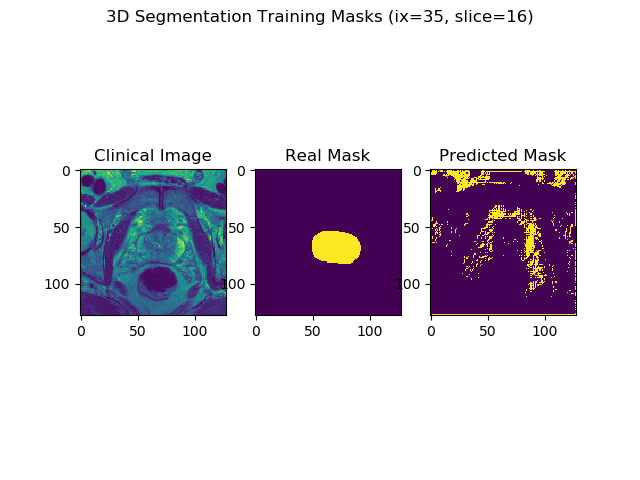 3D Segmentation Training Masks (ix=35, slice=16)
Clinical Image Real Mask Predicted Mask
0 0 0
50 50 50
100 100 100
0 100 0 50 100 0 50 100